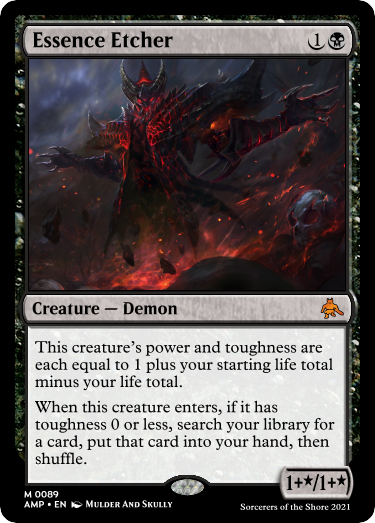 Essence Etcher 1
Creature — Demon
This creature's power and toughness are
each equal to 1 plus your starting life total
minus your life total.
When this creature enters, if it has
toughness 0 or less, search your library for
a card, put that card into your hand, then
shuffle.
1+★/1+★
M 0089
AMP • EN Mulder And Skully
Sorcerers of the Shore 2021